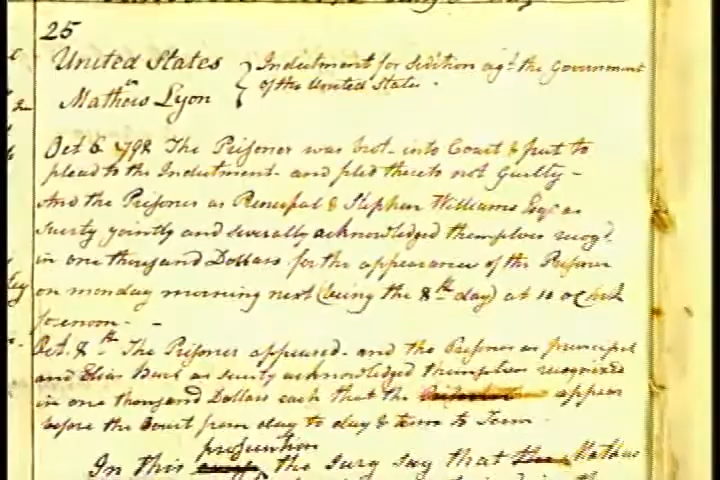 25
United States } Indictment for Sedition agt. the Government
vs
Mathew Lyon { of the United States.
Oct 6 1798 The Prisoner was brot. into Court & put to
plead to the Indictment. and pled thereto not Guilty –
And the Prisoner as Principal & Stephen Williams Esqr. as
Surety jointly and severally acknowledged themselves recogd.
in one thousand Dollars for the appearance of the Prisoner
on monday morning next (being the 8th day) at 10 o Clock
forenoon. –
Oct. 8th The Prisoner appeared. and the Prisoner as principal
and Elias Buel as surety acknowledged themselves recognized
in one thousand Dollars each that the appear
before the Court from day to day & term to Term
prosecution
In this the Jury say that the Mathew